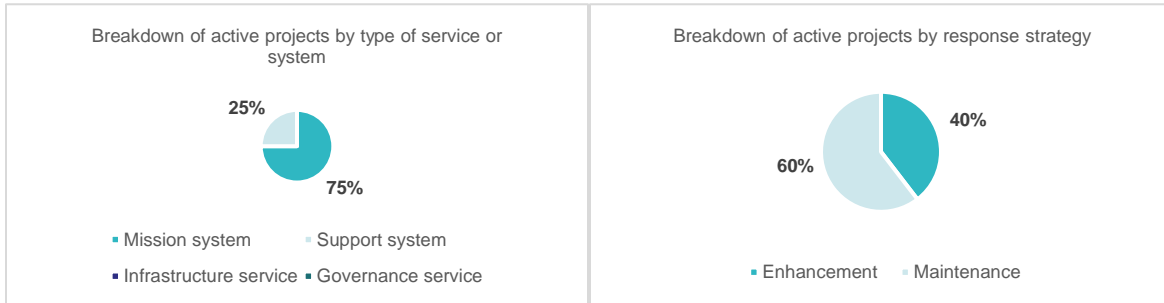 Breakdown of active projects by type of service or
system
25%
75%
Mission system
Support system
Infrastructure service
Governance service
Breakdown of active projects by response strategy
40%
60%
Enhancement
Maintenance